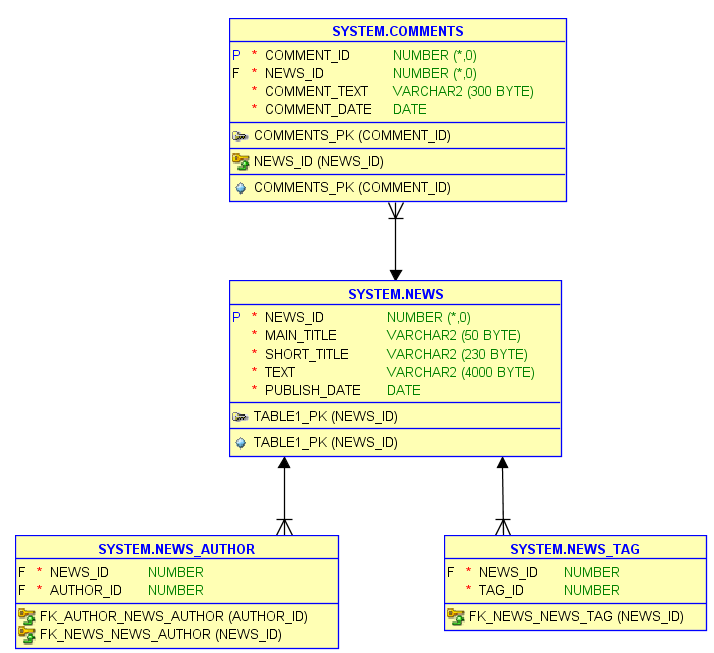 SYSTEM.COMMENTS
P * COMMENT_ID NUMBER (*,0)
F * NEWS_ID NUMBER (*,0)
* COMMENT_TEXT VARCHAR2 (300 BYTE)
* COMMENT_DATE DATE
COMMENTS_PK (COMMENT_ID)
NEWS_ID (NEWS_ID)
COMMENTS_PK (COMMENT_ID)
SYSTEM.NEWS
P * NEWS_ID NUMBER (*,0)
* MAIN_TITLE VARCHAR2 (50 BYTE)
* SHORT_TITLE VARCHAR2 (230 BYTE)
* TEXT VARCHAR2 (4000 BYTE)
* PUBLISH_DATE DATE
TABLE1_PK (NEWS_ID)
TABLE1_PK (NEWS_ID)
SYSTEM.NEWS_AUTHOR
F * NEWS_ID NUMBER
F * AUTHOR_ID NUMBER
FK_AUTHOR_NEWS_AUTHOR (AUTHOR_ID)
FK_NEWS_NEWS_AUTHOR (NEWS_ID)
SYSTEM.NEWS_TAG
F * NEWS_ID NUMBER
* TAG_ID NUMBER
FK_NEWS_NEWS_TAG (NEWS_ID)